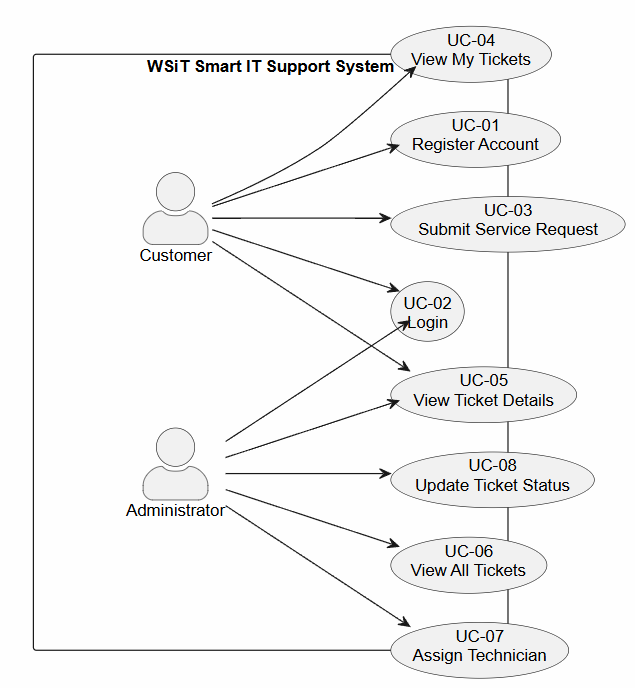 UC-04
View My Tickets
WSiT Smart IT Support System
UC-01
Register Account
UC-03
Submit Service Request
Customer
UC-02
Login
UC-05
View Ticket Details
UC-08
Update Ticket Status
Administrator
UC-06
View All Tickets
UC-07
Assign Technician